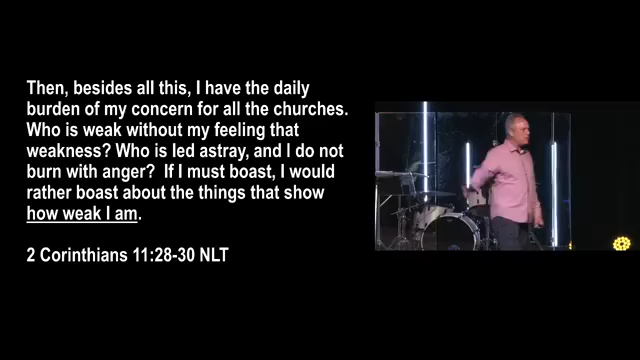 Then, besides all this, I have the daily
burden of my concern for all the churches.
Who is weak without my feeling that
weakness? Who is led astray, and I do not
burn with anger?  If I must boast, I would
rather boast about the things that show
how weak I am.
2 Corinthians 11:28-30 NLT